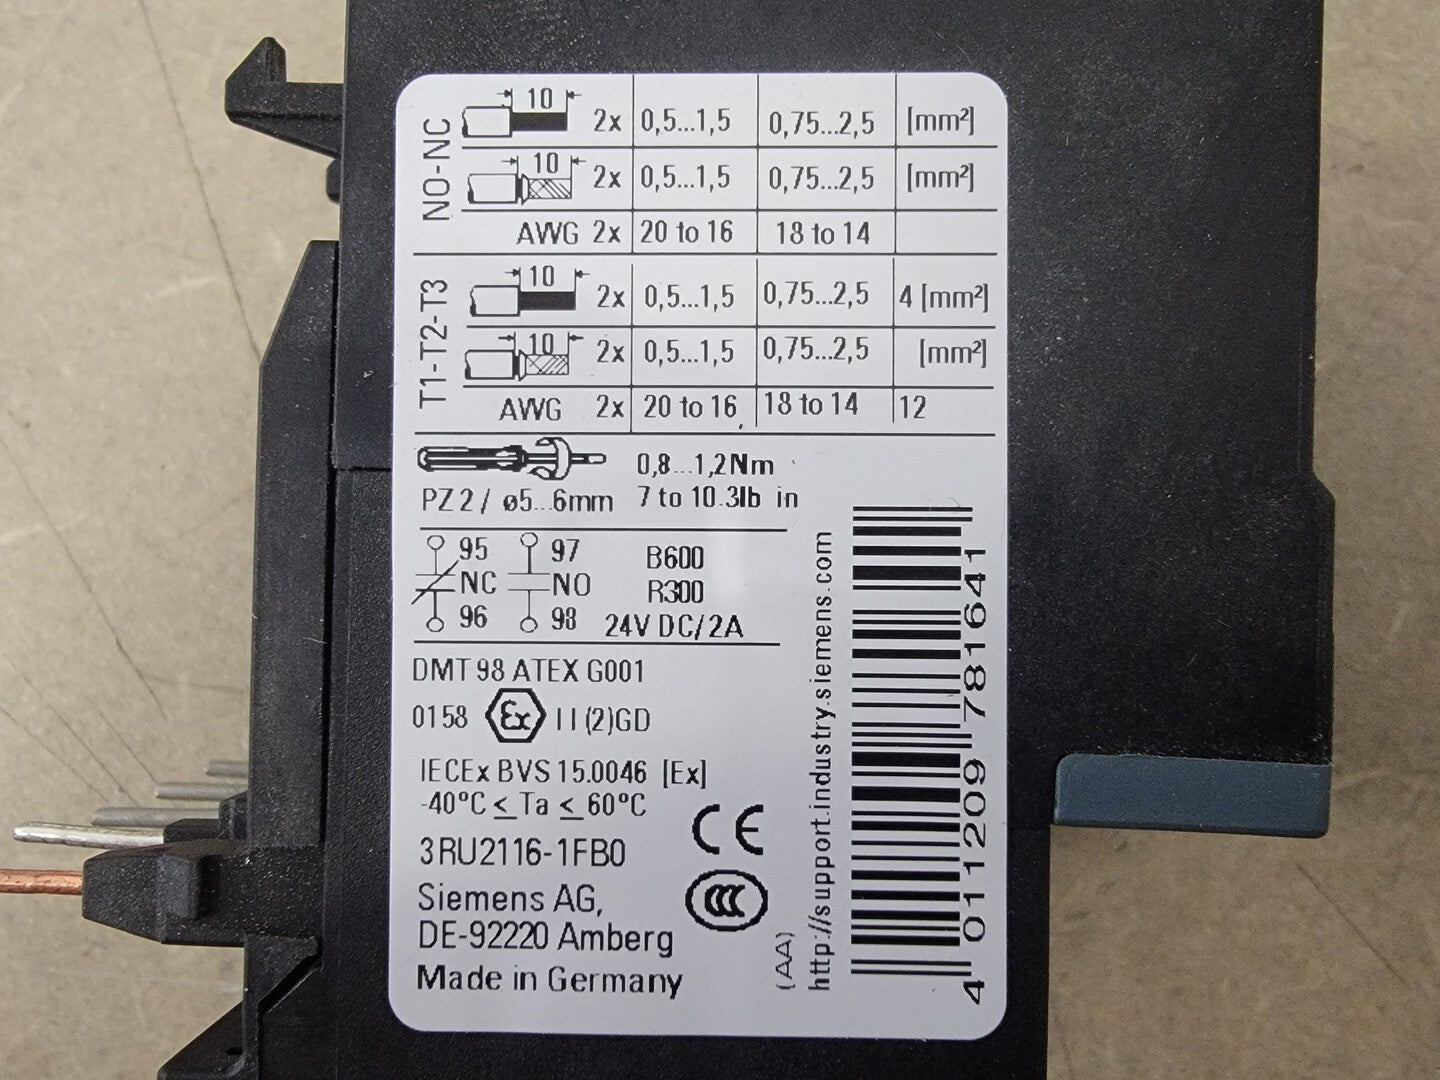 NO-NC
10 2x 0,5...1,5 0,75...2,5 [mm²]
10 2x 0,5...1,5 0,75...2,5 [mm²]
AWG 2x 20 to 16 18 to 14
T1-T2-T3
10 2x 0,5...1,5 0,75...2,5 4 [mm²]
10 2x 0,5...1,5 0,75...2,5 [mm²]
AWG 2x 20 to 16 18 to 14 12
0,8...1,2Nm
PZ 2 / ø5...6mm 7 to 10.3lb in
95 97 B600
NC NO R300
96 98 24V DC/2A
DMT 98 ATEX G001
0158 Ex II (2)GD
IECEx BVS 15.0046 [Ex]
-40°C ≤ Ta ≤ 60°C
3RU2116-1FB0
CE
Siemens AG,
CCC
DE-92220 Amberg
Made in Germany
(AA)
http://support.industry.siemens.com
4 011209 781641